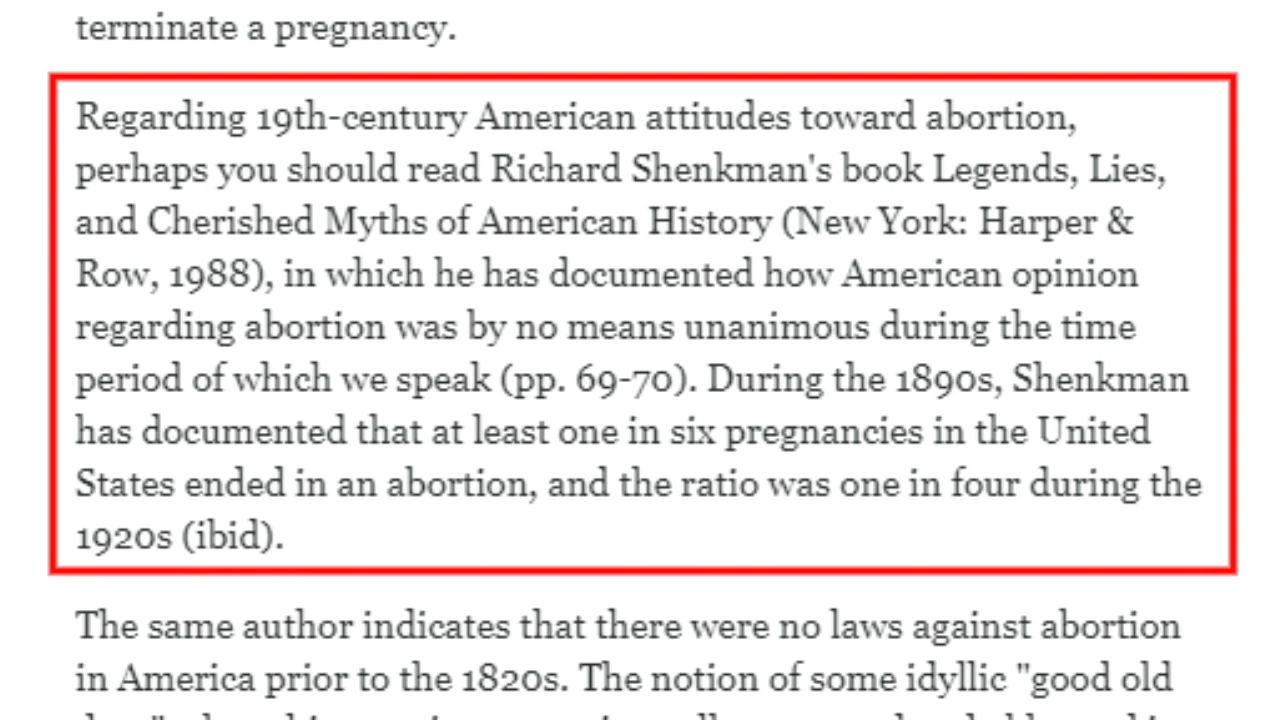 terminate a pregnancy.
Regarding 19th-century American attitudes toward abortion,
perhaps you should read Richard Shenkman's book Legends, Lies,
and Cherished Myths of American History (New York: Harper &
Row, 1988), in which he has documented how American opinion
regarding abortion was by no means unanimous during the time
period of which we speak (pp. 69-70). During the 1890s, Shenkman
has documented that at least one in six pregnancies in the United
States ended in an abortion, and the ratio was one in four during the
1920s (ibid).
The same author indicates that there were no laws against abortion
in America prior to the 1820s. The notion of some idyllic "good old